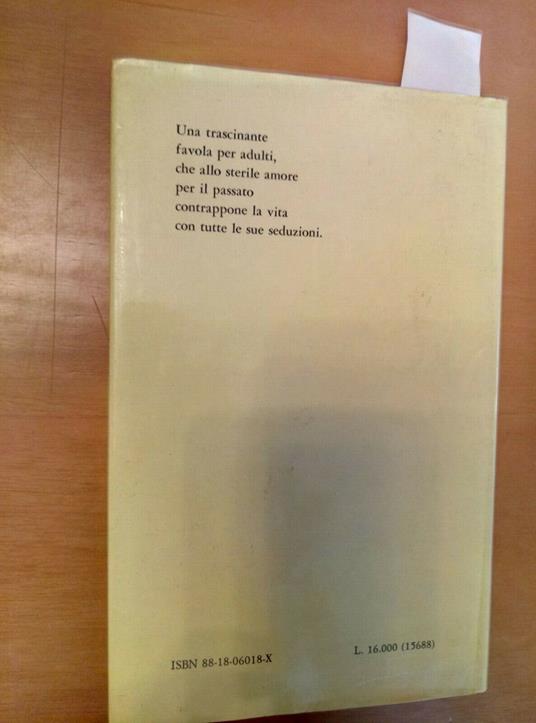 Una trascinante
favola per adulti,
che allo sterile amore
per il passato
contrappone la vita
con tutte le sue seduzioni.
ISBN 88-18-06018-X
L. 16.000 (15688)